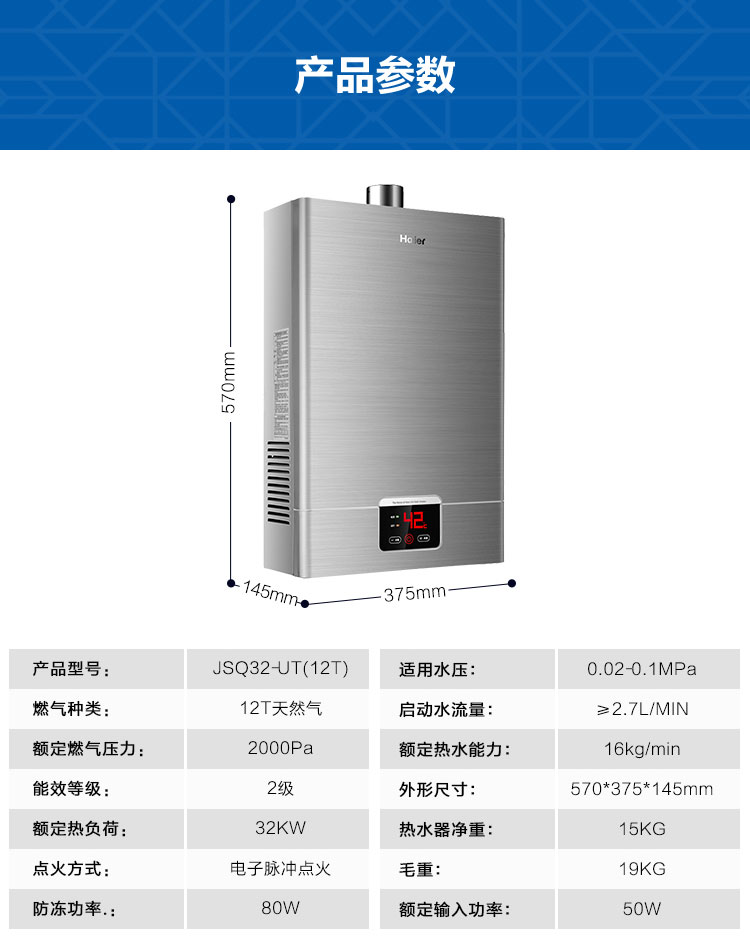 产品参数
Haier
570mm
42
145mm
375mm
产品型号: JSQ32-UT(12T)
适用水压: 0.02-0.1MPa
燃气种类: 12T天然气
启动水流量: ≥2.7L/MIN
额定燃气压力: 2000Pa
额定热水能力: 16kg/min
能效等级: 2级
外形尺寸: 570*375*145mm
额定热负荷: 32KW
热水器净重: 15KG
点火方式: 电子脉冲点火
毛重: 19KG
防冻功率.: 80W
额定输入功率: 50W